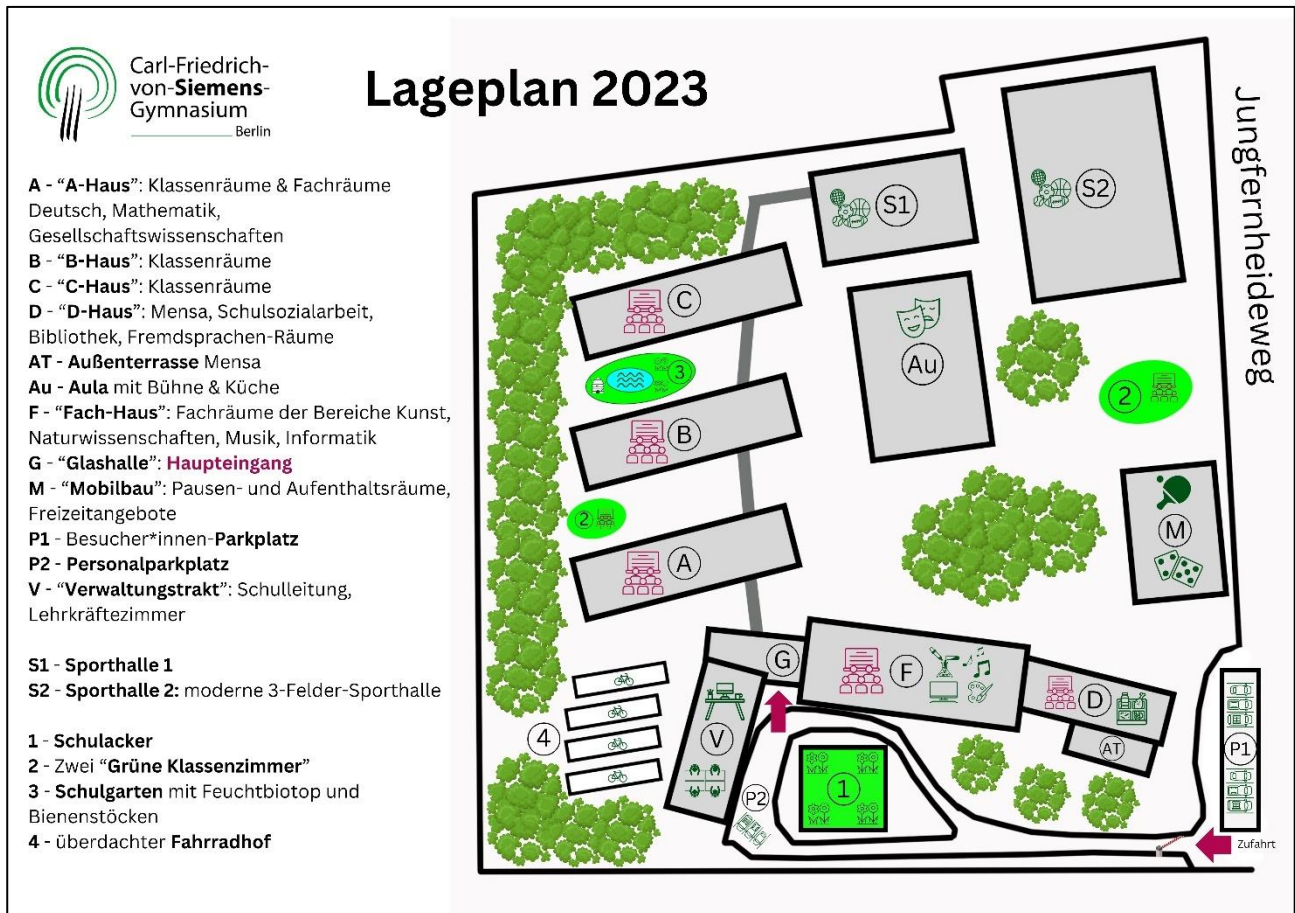 Carl-Friedrich-
von-Siemens-
Gymnasium
Berlin
Lageplan 2023
A - “A-Haus”: Klassenräume & Fachräume
Deutsch, Mathematik,
Gesellschaftswissenschaften
B - “B-Haus”: Klassenräume
C - “C-Haus”: Klassenräume
D - “D-Haus”: Mensa, Schulsozialarbeit,
Bibliothek, Fremdsprachen-Räume
AT - Außenterrasse Mensa
Au - Aula mit Bühne & Küche
F - “Fach-Haus”: Fachräume der Bereiche Kunst,
Naturwissenschaften, Musik, Informatik
G - “Glashalle”: Haupteingang
M - “Mobilbau”: Pausen- und Aufenthaltsräume,
Freizeitangebote
P1 - Besucher*innen-Parkplatz
P2 - Personalparkplatz
V - “Verwaltungstrakt”: Schulleitung,
Lehrkräftezimmer
S1 - Sporthalle 1
S2 - Sporthalle 2: moderne 3-Felder-Sporthalle
1 - Schulacker
2 - Zwei “Grüne Klassenzimmer”
3 - Schulgarten mit Feuchtbiotop und
Bienenstöcken
4 - überdachter Fahrradhof
Jungfernheideweg
S2
S1
C
Au
3
2
B
2
M
A
G
F
D
AT
4
V
P2
1
P1
Zufahrt